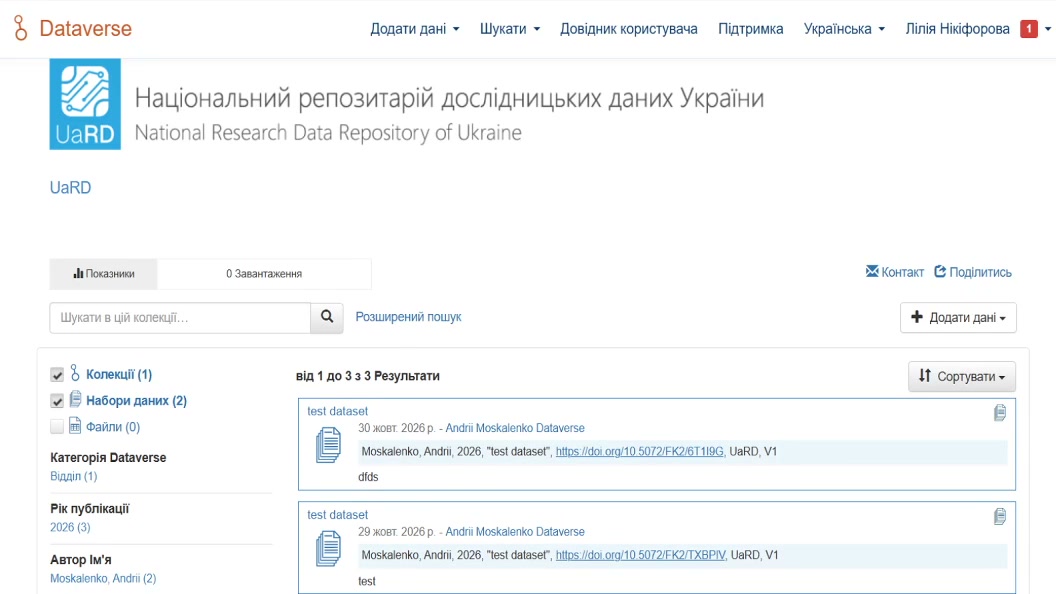 Dataverse
Додати дані Шукати Довідник користувача Підтримка Українська Лілія Нікіфорова 1
UaRD
Національний репозитарій дослідницьких даних України
National Research Data Repository of Ukraine
UaRD
Показники 0 Завантаження Контакт Поділитись
Шукати в цій колекції... Розширений пошук Додати дані
Колекції (1)
Набори даних (2)
Файли (0)
Категорія Dataverse
Відділ (1)
Рік публікації
2026 (3)
Автор Ім'я
Moskalenko, Andrii (2)
від 1 до 3 з 3 Результати Сортувати
test dataset
30 жовт. 2026 р. - Andrii Moskalenko Dataverse
Moskalenko, Andrii, 2026, "test dataset", https://doi.org/10.5072/FK2/6T1I9G, UaRD, V1
dfds
test dataset
29 жовт. 2026 р. - Andrii Moskalenko Dataverse
Moskalenko, Andrii, 2026, "test dataset", https://doi.org/10.5072/FK2/TXBPIV, UaRD, V1
test